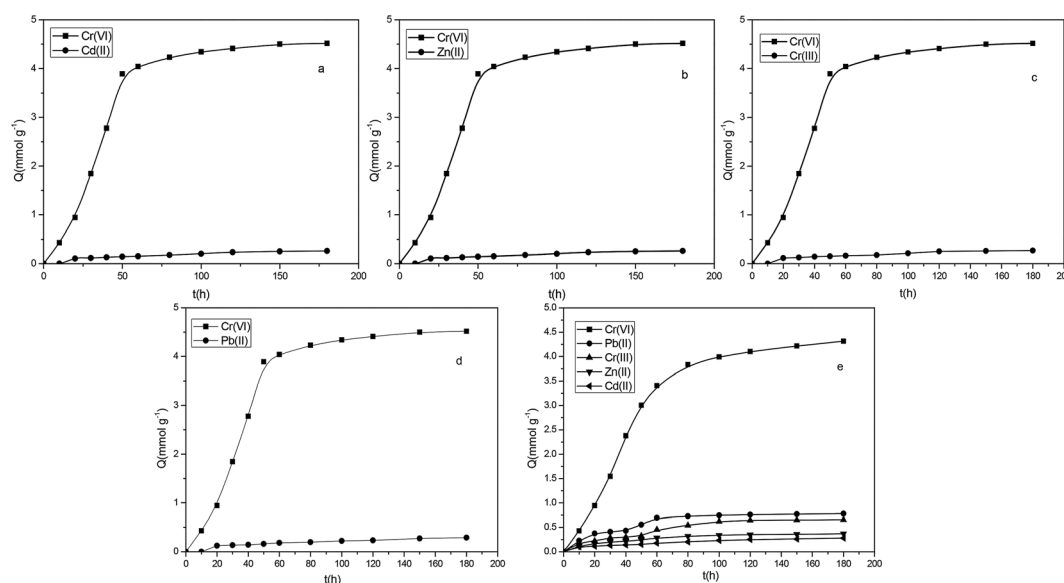 Cr(VI)
Cd(II)
a
5
4
3
2
1
0
Q(mmol g-1)
0 50 100 150 200
t(h)
Cr(VI)
Zn(II)
b
5
4
3
2
1
0
Q(mmol g-1)
0 50 100 150 200
t(h)
Cr(VI)
Cr(III)
c
5
4
3
2
1
0
Q(mmol g-1)
0 20 40 60 80 100 120 140 160 180 200
t(h)
Cr(VI)
Pb(II)
d
5
4
3
2
1
0
Q(mmol g-1)
0 20 40 60 80 100 120 140 160 180 200
t(h)
Cr(VI)
Pb(II)
Cr(III)
Zn(II)
Cd(II)
e
5.0
4.5
4.0
3.5
3.0
2.5
2.0
1.5
1.0
0.5
0.0
Q(mmol g-1)
0 20 40 60 80 100 120 140 160 180 200
t(h)